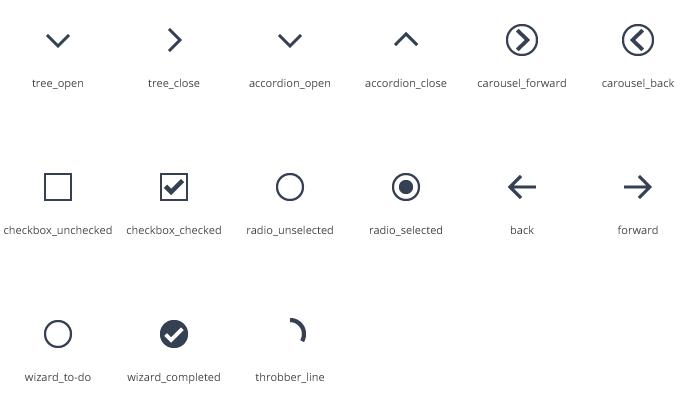 tree_open tree_close accordion_open accordion_close carousel_forward carousel_back
checkbox_unchecked checkbox_checked radio_unselected radio_selected back forward
wizard_to-do wizard_completed throbber_line